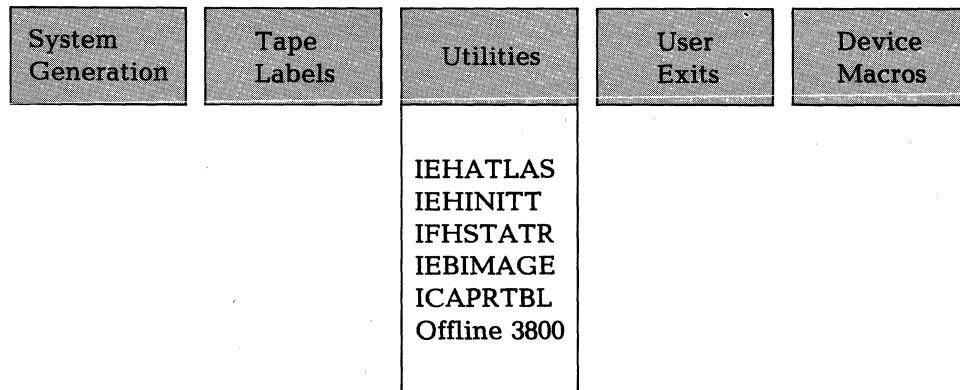 System
Generation
Tape
Labels
Utilities
User
Exits
Device
Macros
IEHATLAS
IEHINITT
IFHSTATR
IEBIMAGE
ICAPRTBL
Offline 3800